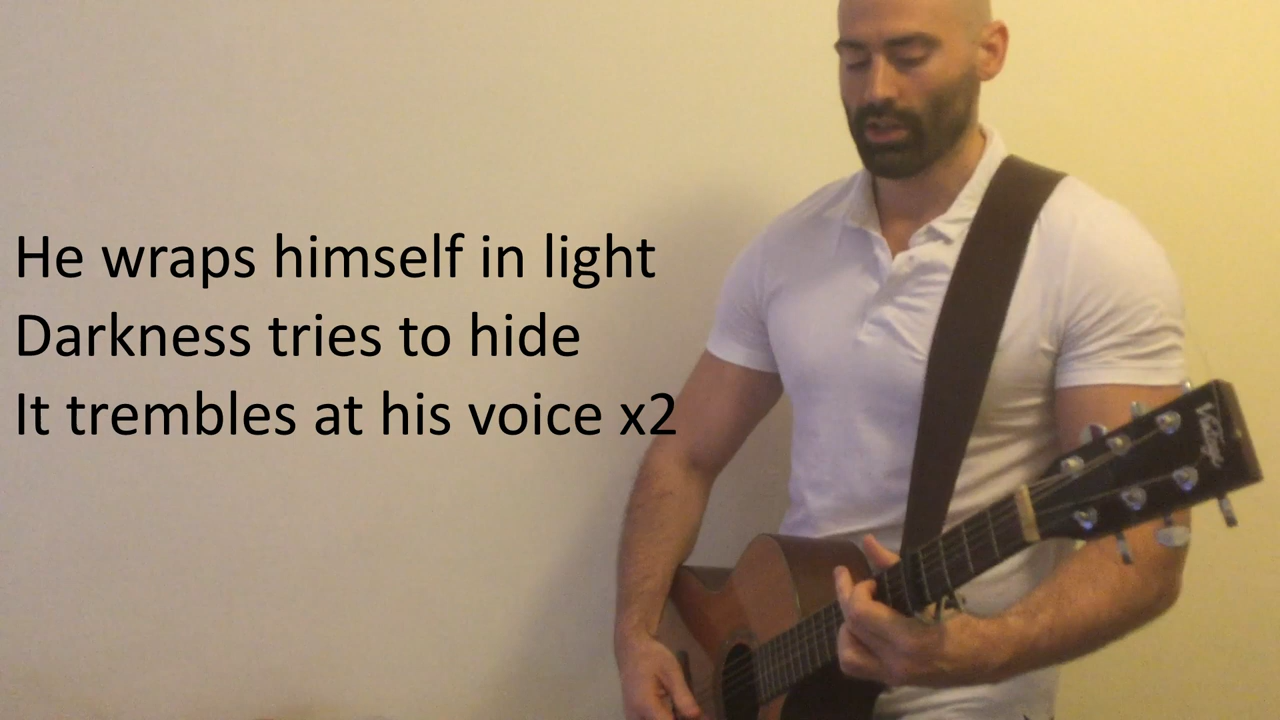 He wraps himself in light
Darkness tries to hide
It trembles at his voice x2